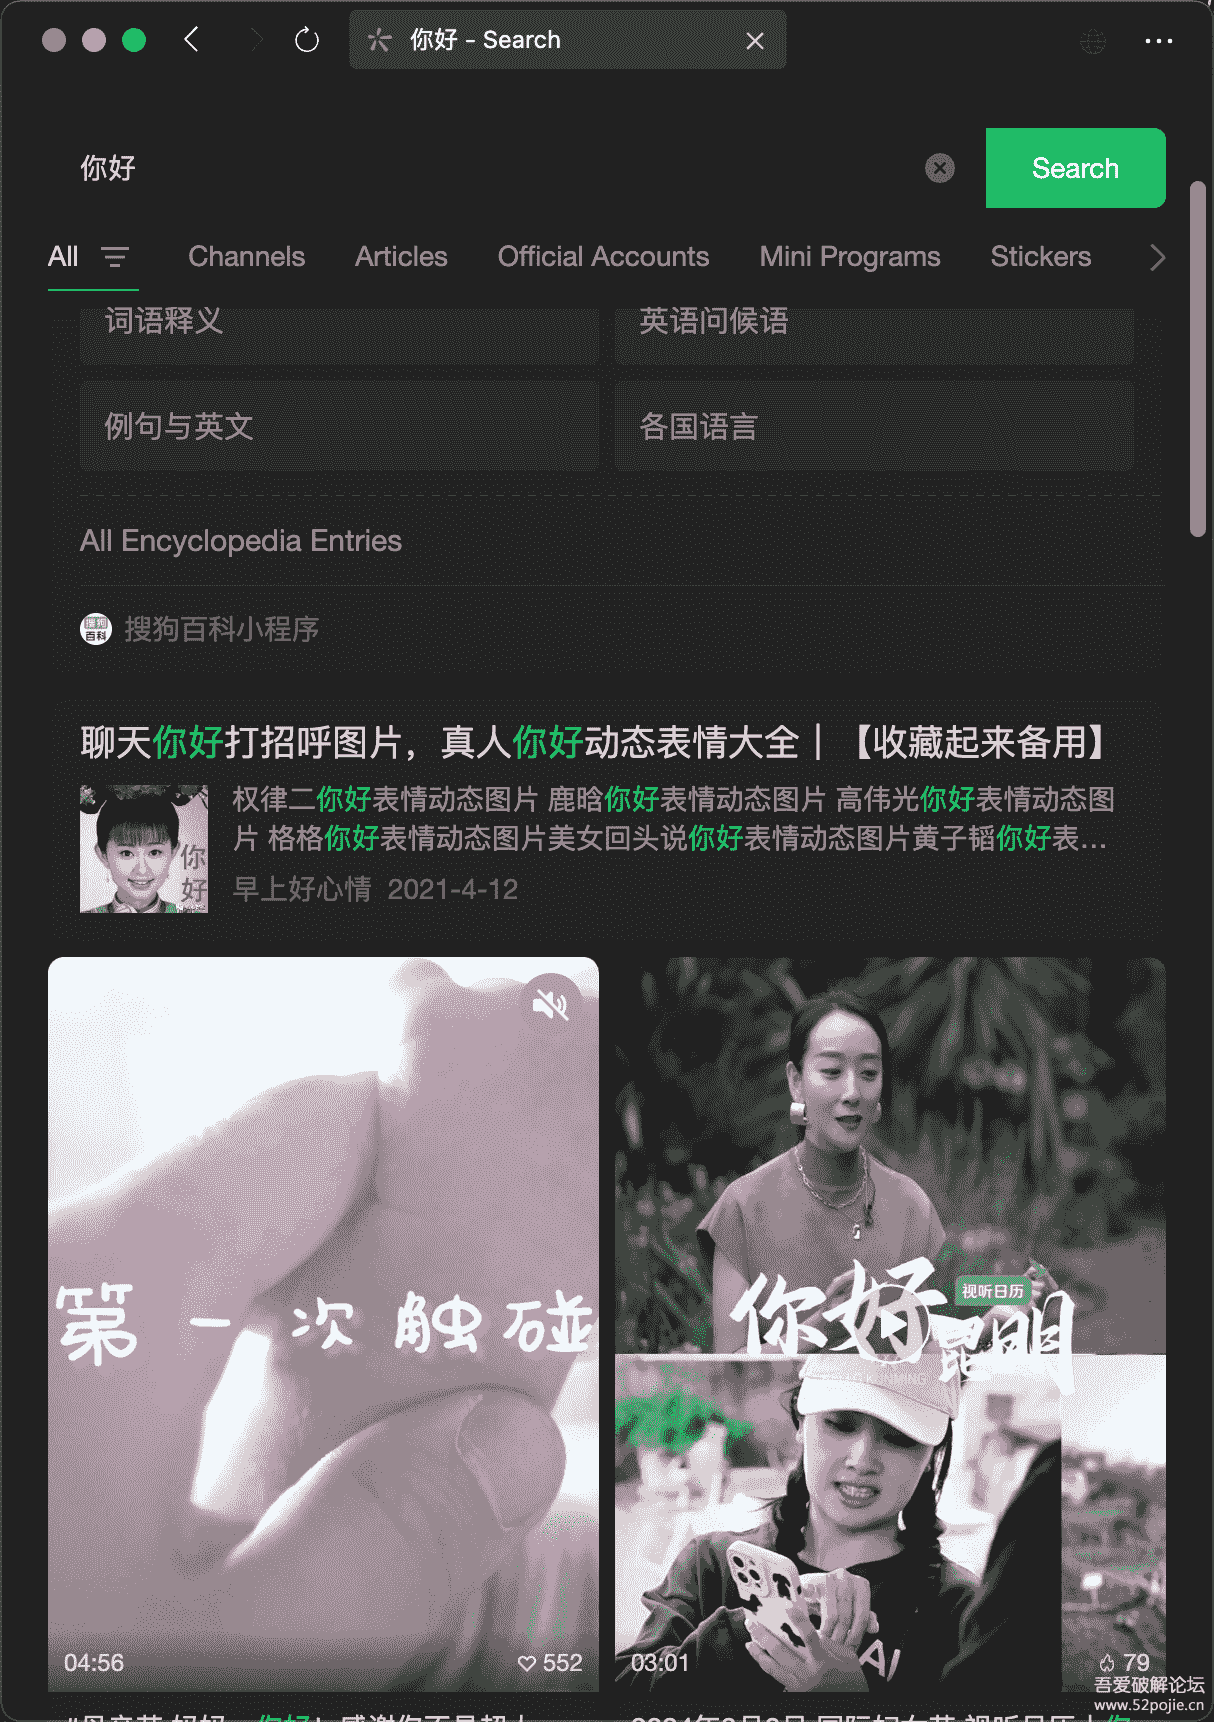 你好 - Search
你好
Search
All
Channels
Articles
Official Accounts
Mini Programs
Stickers
词语释义
英语问候语
例句与英文
各国语言
All Encyclopedia Entries
搜狗百科
搜狗百科小程序
聊天你好打招呼图片，真人你好动态表情大全｜【收藏起来备用】
权律二你好表情动态图片 鹿晗你好表情动态图片 高伟光你好表情动态图
片 格格你好表情动态图片美女回头说你好表情动态图片黄子韬你好表...
你好
早上好心情 2021-4-12
第一次触碰
04:56
552
视听日历
你好
昆明
KUNMING
AI
03:01
79
吾爱破解论坛
www.52pojie.cn